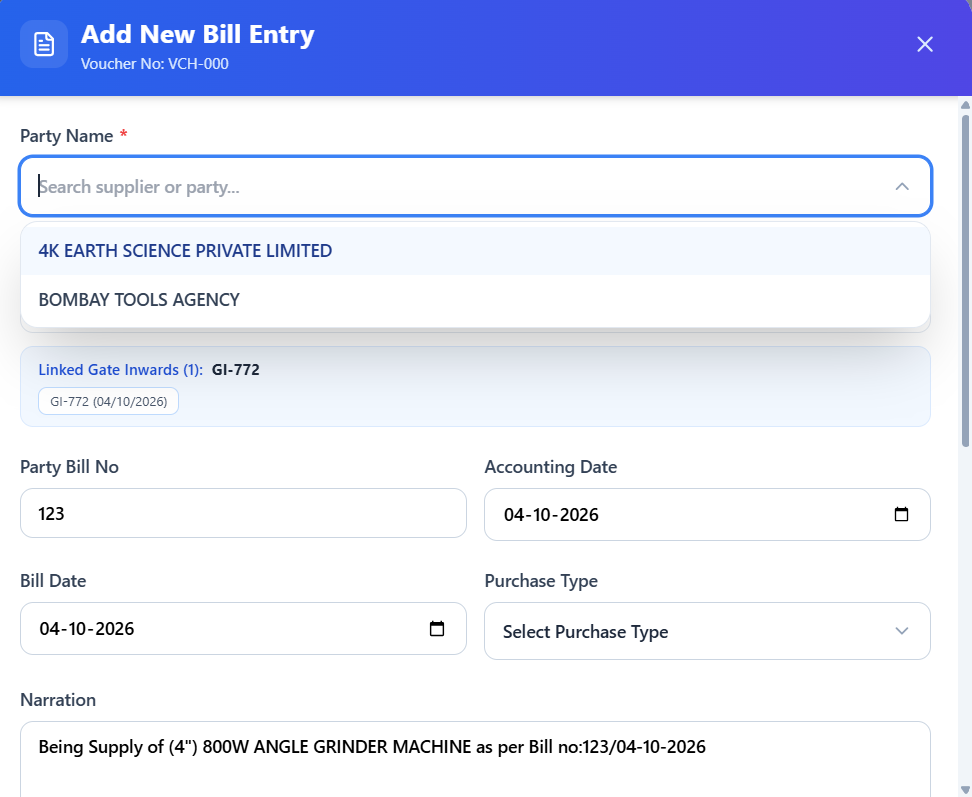 Add New Bill Entry
Voucher No: VCH-000
Party Name *
Search supplier or party...
4K EARTH SCIENCE PRIVATE LIMITED
BOMBAY TOOLS AGENCY
Linked Gate Inwards (1): GI-772
GI-772 (04/10/2026)
Party Bill No
Accounting Date
123
04-10-2026
Bill Date
Purchase Type
04-10-2026
Select Purchase Type
Narration
Being Supply of (4") 800W ANGLE GRINDER MACHINE as per Bill no:123/04-10-2026